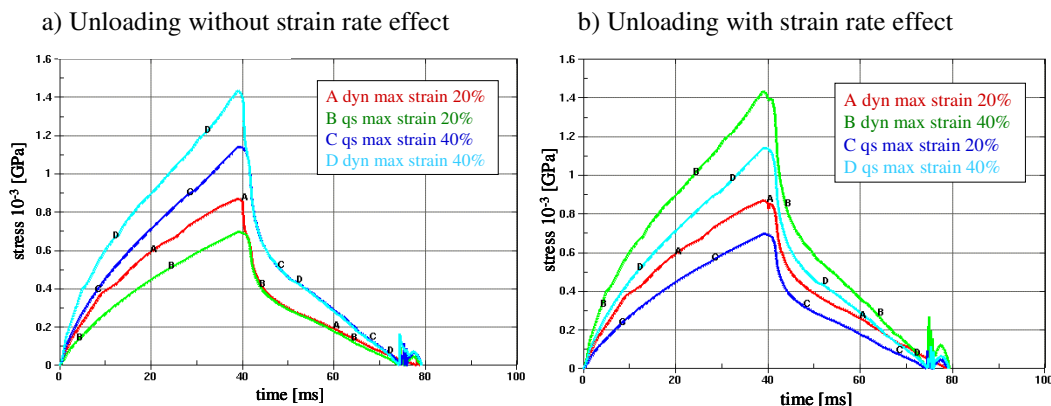 a) Unloading without strain rate effect
b) Unloading with strain rate effect
stress 10⁻³ [GPa]
1.6
1.4
1.2
1
0.8
0.6
0.4
0.2
0
A dyn max strain 20%
B qs max strain 20%
C qs max strain 40%
D dyn max strain 40%
D
D
C
C
A
A
B
B
B
C
D
A
B
C
D
0
20
40
60
80
100
time [ms]
stress 10⁻³ [GPa]
1.6
1.4
1.2
1
0.8
0.6
0.4
0.2
0
A dyn max strain 20%
B dyn max strain 40%
C qs max strain 20%
D qs max strain 40%
B
D
A
B
A
C
B
D
C
D
C
A
B
C
D
0
20
40
60
80
100
time [ms]